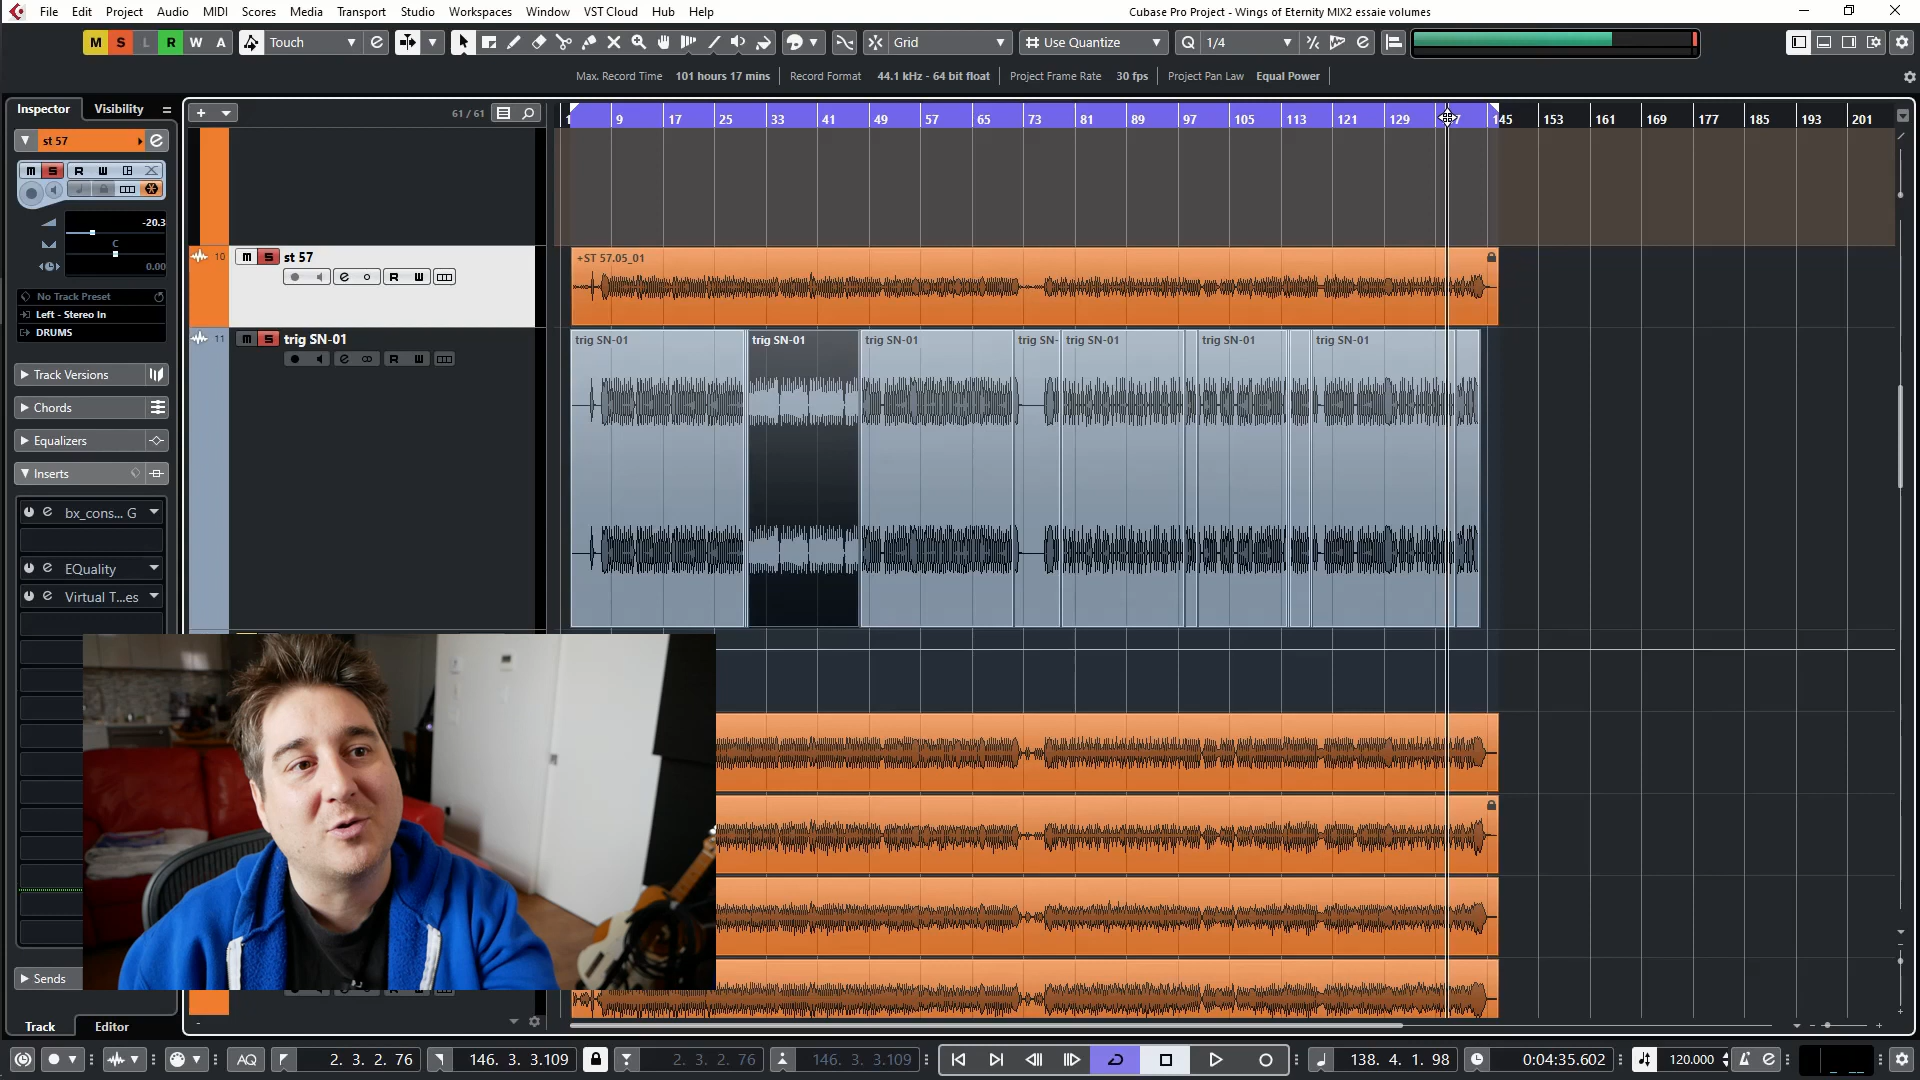 File Edit Project Audio MIDI Scores Media Transport Studio Workspaces Window VST Cloud Hub Help
Cubase Pro Project - Wings of Eternity MIX2 essaie volumes
M S L R W A Touch Grid Use Quantize Q 1/4
Max. Record Time 101 hours 17 mins Record Format 44.1 kHz - 64 bit float Project Frame Rate 30 fps Project Pan Law Equal Power
Inspector Visibility
61 / 61
1 9 17 25 33 41 49 57 65 73 81 89 97 105 113 121 129 145 153 161 169 177 185 193 201
st 57
M S R W
-20.3
C
0.00
No Track Preset
Left - Stereo In
DRUMS
Track Versions
Chords
Equalizers
Inserts
bx_cons... G
EQuality
Virtual T...es
Sends
Track Editor
10 m S st 57
R W
+ST 57.05_01
11 m S trig SN-01
R W
trig SN-01 trig SN-01 trig SN-01 trig SN- trig SN-01 trig SN-01 trig SN-01
AQ 2. 3. 2. 76 146. 3. 3.109 2. 3. 2. 76 146. 3. 3.109 138. 4. 1. 98 0:04:35.602 120.000